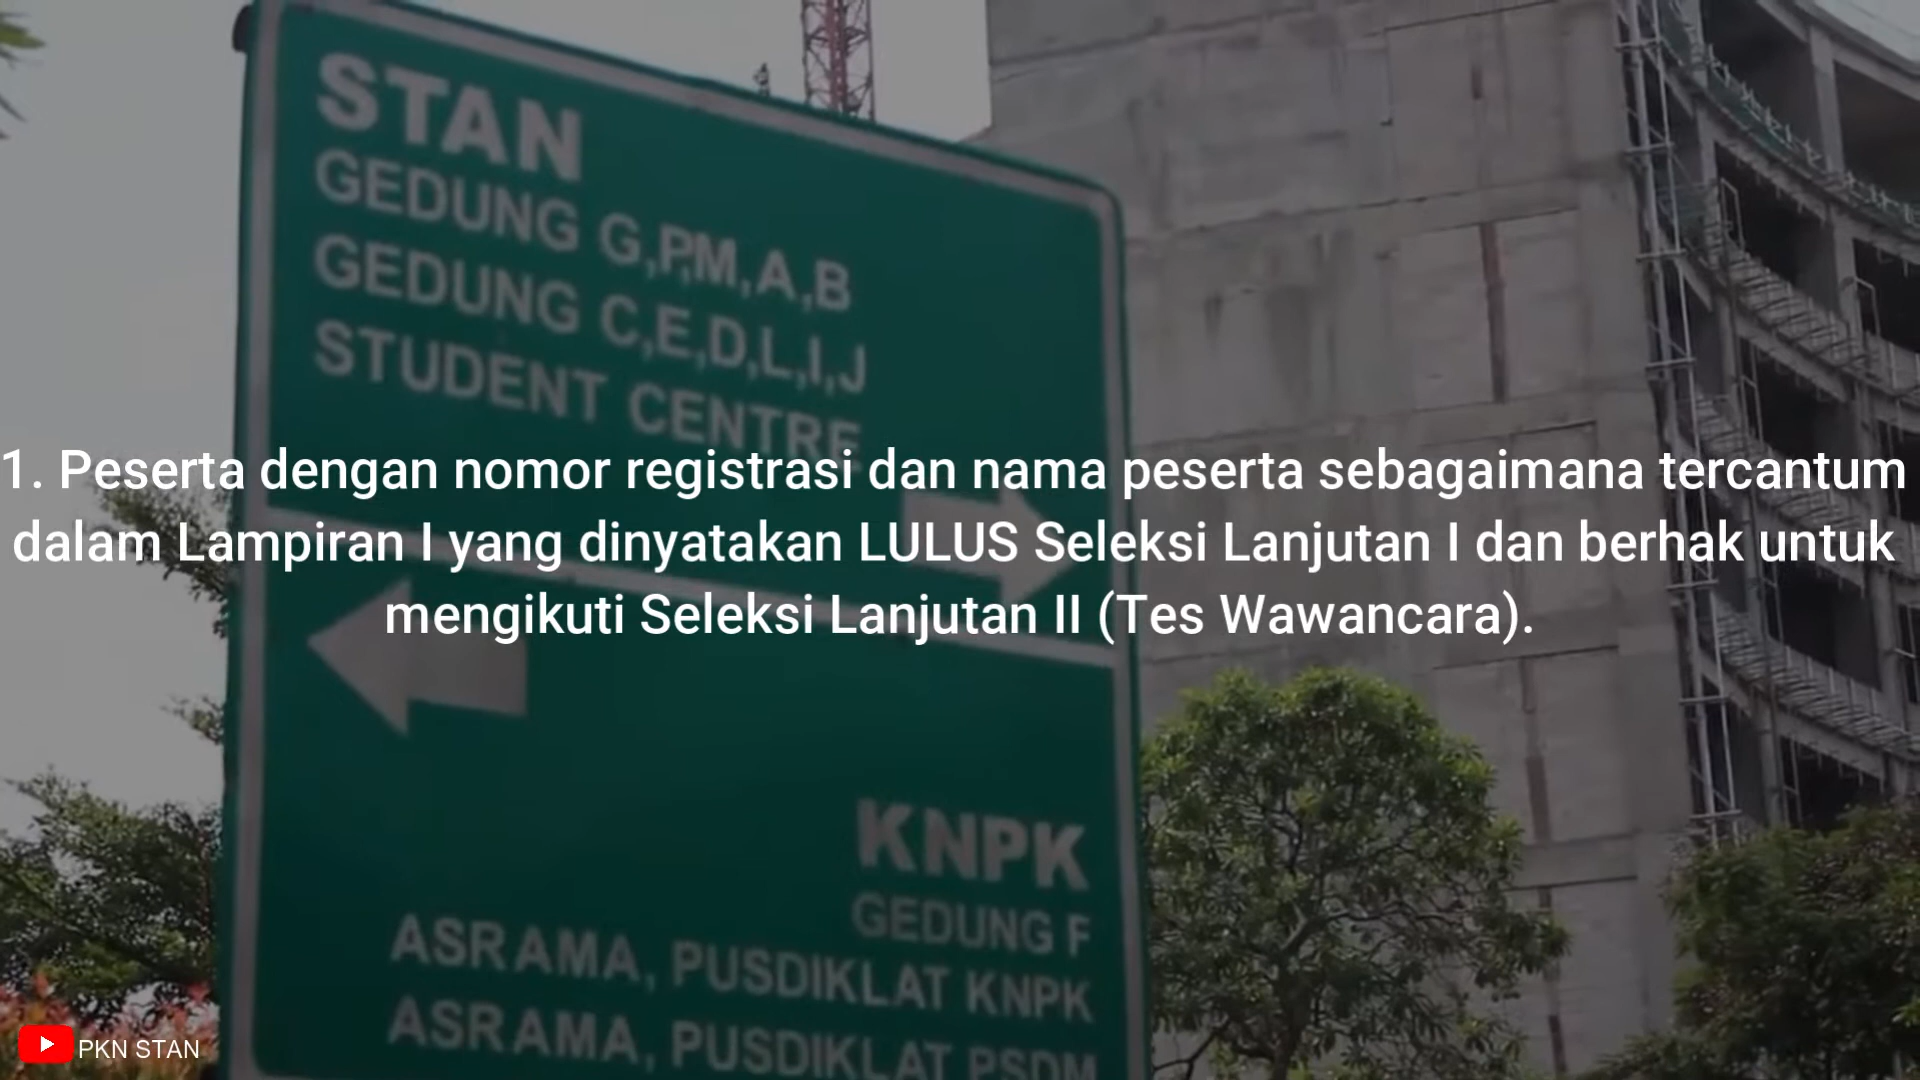 STAN
GEDUNG G,P,M,A,B
GEDUNG C,E,D,L,I,J
STUDENT CENTRE
1. Peserta dengan nomor registrasi dan nama peserta sebagaimana tercantum
dalam Lampiran I yang dinyatakan LULUS Seleksi Lanjutan I dan berhak untuk
mengikuti Seleksi Lanjutan II (Tes Wawancara).
KNPK
GEDUNG F
ASRAMA, PUSDIKLAT KNPK
ASRAMA, PUSDIKLAT PSDM
PKN STAN